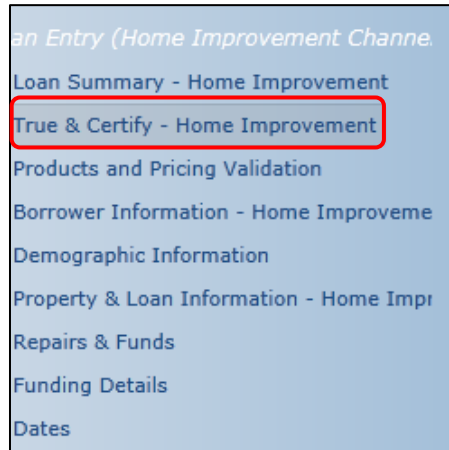 an Entry (Home Improvement Channe
Loan Summary - Home Improvement
True & Certify - Home Improvement
Products and Pricing Validation
Borrower Information - Home Improveme
Demographic Information
Property & Loan Information - Home Impr
Repairs & Funds
Funding Details
Dates